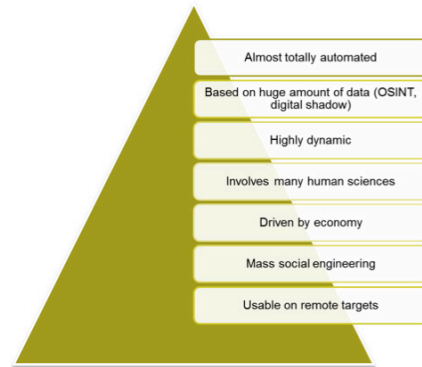 Almost totally automated
Based on huge amount of data (OSINT,
digital shadow)
Highly dynamic
Involves many human sciences
Driven by economy
Mass social engineering
Usable on remote targets